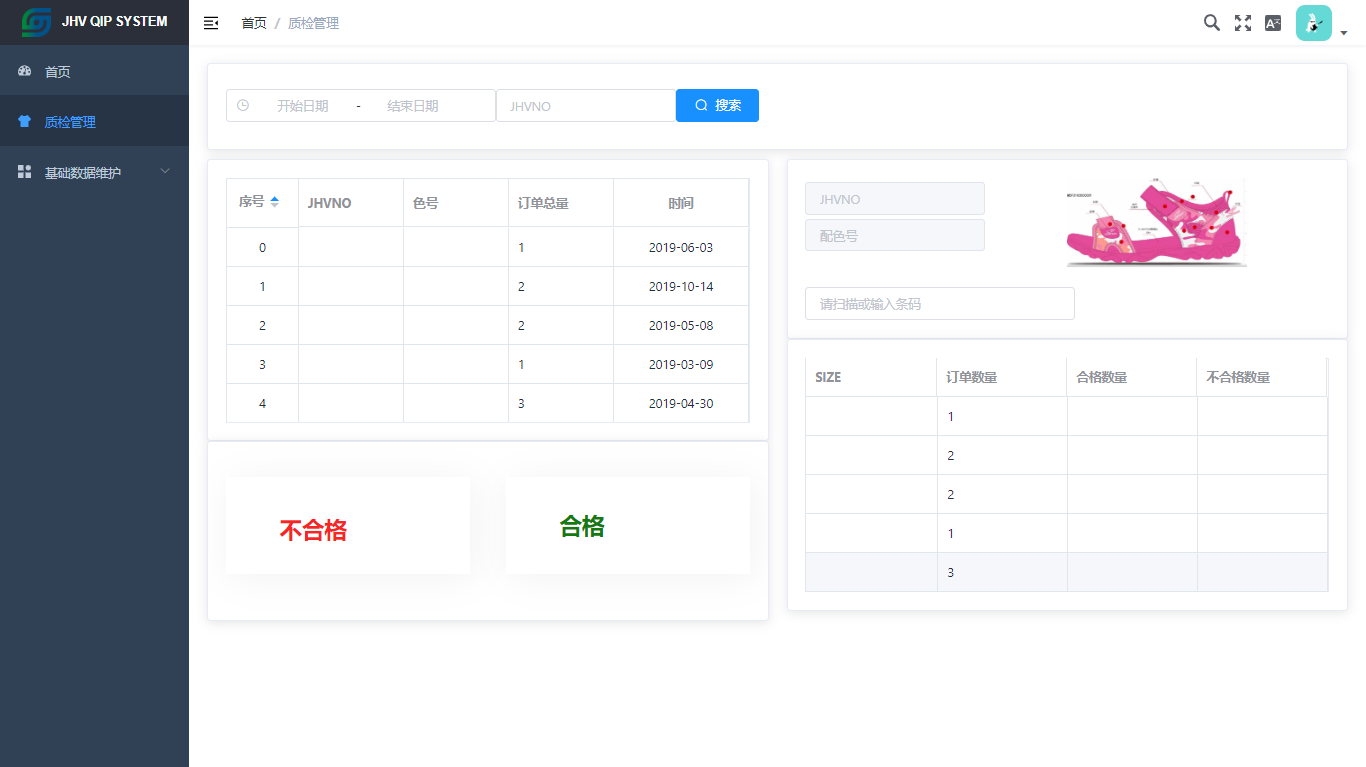 JHV QIP SYSTEM
首页
质检管理
基础数据维护
首页 / 质检管理
开始日期 - 结束日期 JHVNO 搜索
序号 JHVNO 色号 订单总量 时间
0 1 2019-06-03
1 2 2019-10-14
2 2 2019-05-08
3 1 2019-03-09
4 3 2019-04-30
不合格 合格
JHVNO
配色号
请扫描或输入条码
SIZE 订单数量 合格数量 不合格数量
1
2
2
1
3